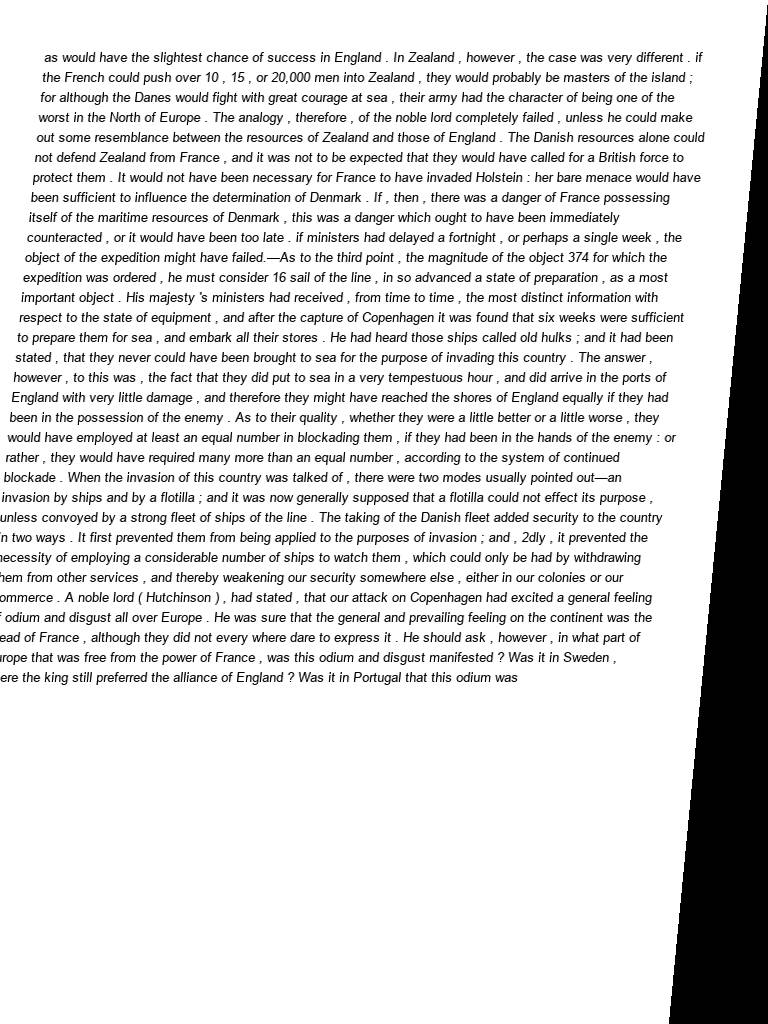 as would have the slightest chance of success in England . In Zealand , however , the case was very different . if
the French could push over 10 , 15 , or 20,000 men into Zealand , they would probably be masters of the island ;
for although the Danes would fight with great courage at sea , their army had the character of being one of the
worst in the North of Europe . The analogy , therefore , of the noble lord completely failed , unless he could make
out some resemblance between the resources of Zealand and those of England . The Danish resources alone could
not defend Zealand from France , and it was not to be expected that they would have called for a British force to
protect them . It would not have been necessary for France to have invaded Holstein : her bare menace would have
been sufficient to influence the determination of Denmark . If , then , there was a danger of France possessing
itself of the maritime resources of Denmark , this was a danger which ought to have been immediately
counteracted , or it would have been too late . if ministers had delayed a fortnight , or perhaps a single week , the
object of the expedition might have failed.—As to the third point , the magnitude of the object 374 for which the
expedition was ordered , he must consider 16 sail of the line , in so advanced a state of preparation , as a most
important object . His majesty 's ministers had received , from time to time , the most distinct information with
respect to the state of equipment , and after the capture of Copenhagen it was found that six weeks were sufficient
to prepare them for sea , and embark all their stores . He had heard those ships called old hulks ; and it had been
stated , that they never could have been brought to sea for the purpose of invading this country . The answer ,
however , to this was , the fact that they did put to sea in a very tempestuous hour , and did arrive in the ports of
England with very little damage , and therefore they might have reached the shores of England equally if they had
been in the possession of the enemy . As to their quality , whether they were a little better or a little worse , they
would have employed at least an equal number in blockading them , if they had been in the hands of the enemy : or
rather , they would have required many more than an equal number , according to the system of continued
blockade . When the invasion of this country was talked of , there were two modes usually pointed out—an
invasion by ships and by a flotilla ; and it was now generally supposed that a flotilla could not effect its purpose ,
unless convoyed by a strong fleet of ships of the line . The taking of the Danish fleet added security to the country
in two ways . It first prevented them from being applied to the purposes of invasion ; and , 2dly , it prevented the
necessity of employing a considerable number of ships to watch them , which could only be had by withdrawing
hem from other services , and thereby weakening our security somewhere else , either in our colonies or our
ommerce . A noble lord ( Hutchinson ) , had stated , that our attack on Copenhagen had excited a general feeling
f odium and disgust all over Europe . He was sure that the general and prevailing feeling on the continent was the
ead of France , although they did not every where dare to express it . He should ask , however , in what part of
urope that was free from the power of France , was this odium and disgust manifested ? Was it in Sweden ,
ere the king still preferred the alliance of England ? Was it in Portugal that this odium was